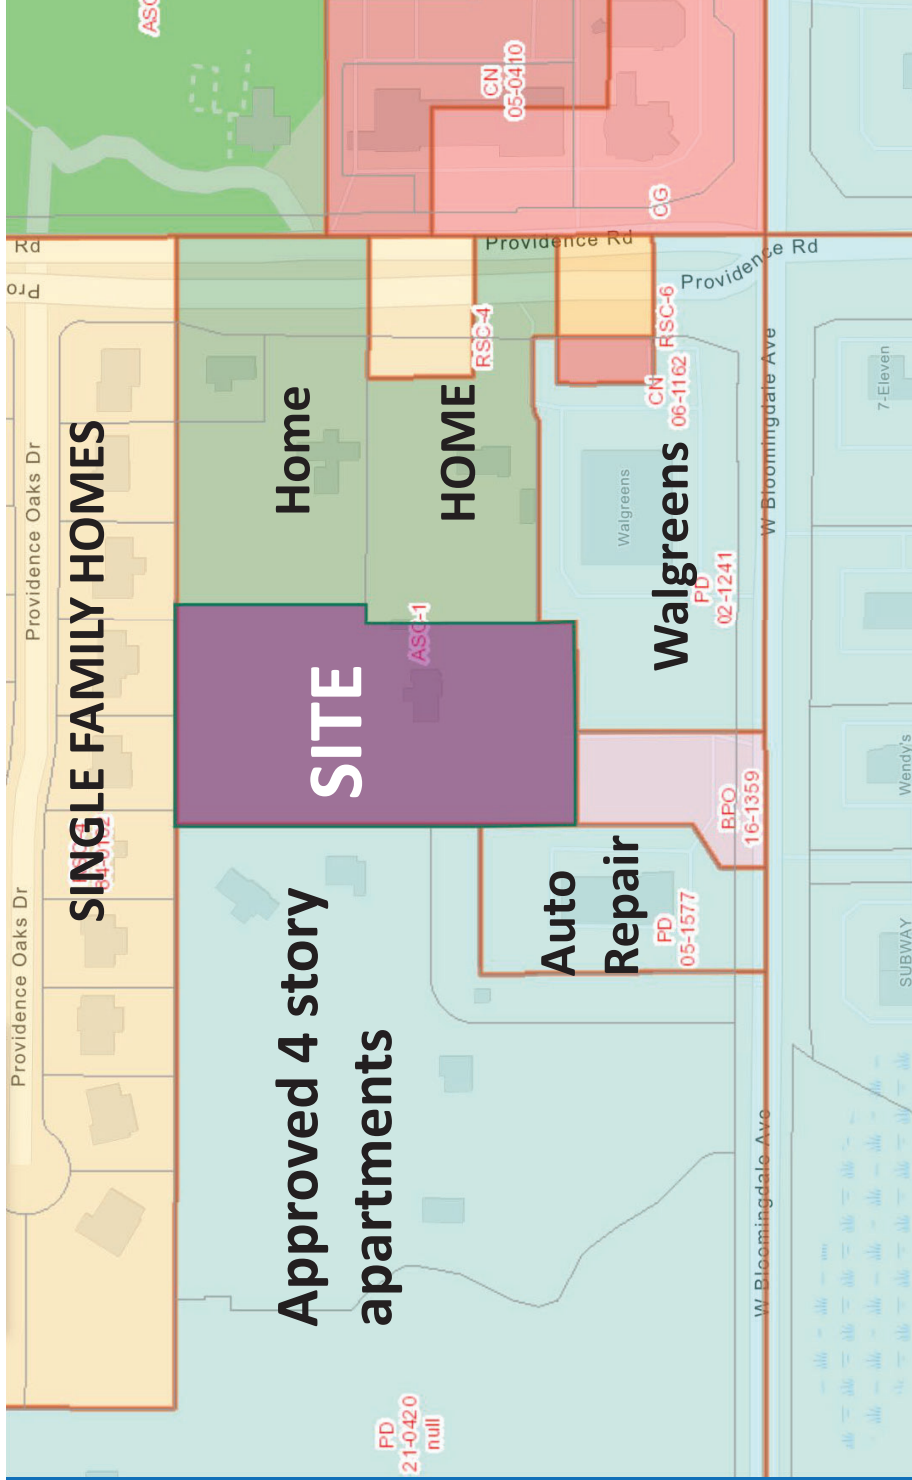 Providence Oaks Dr
Providence Oaks Dr
SINGLE FAMILY HOMES
Rd
Pro
ASC
Approved 4 story
apartments
SITE
ASC-1
Home
HOME
RSC-4
CN
05-0410
CG
Providence Rd
Providence Rd
RSC-6
CN
06-1162
Walgreens
Walgreens
PD
02-1241
BPO
16-1359
Auto
Repair
PD
05-1577
PD
21-0420
null
W Bloomingdale Ave
W Bloomingdale Ave
SUBWAY
Wendy's
7-Eleven